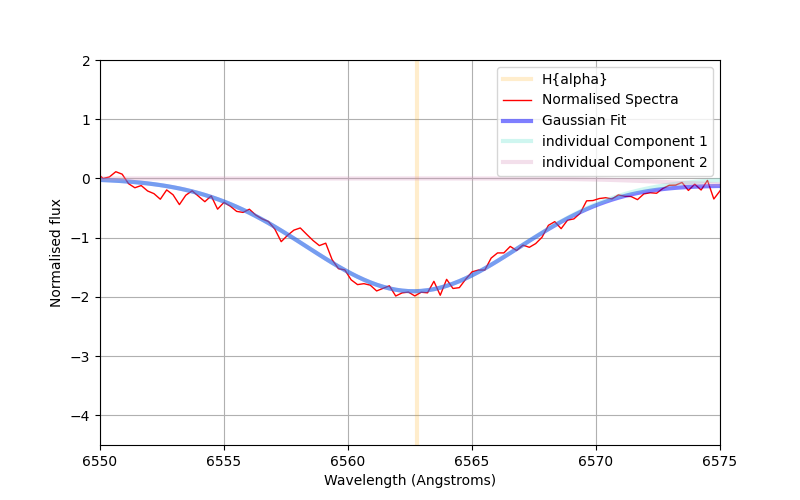 2
1
0
−1
−2
−3
−4
Normalised flux
H{alpha}
Normalised Spectra
Gaussian Fit
individual Component 1
individual Component 2
6550 6555 6560 6565 6570 6575
Wavelength (Angstroms)